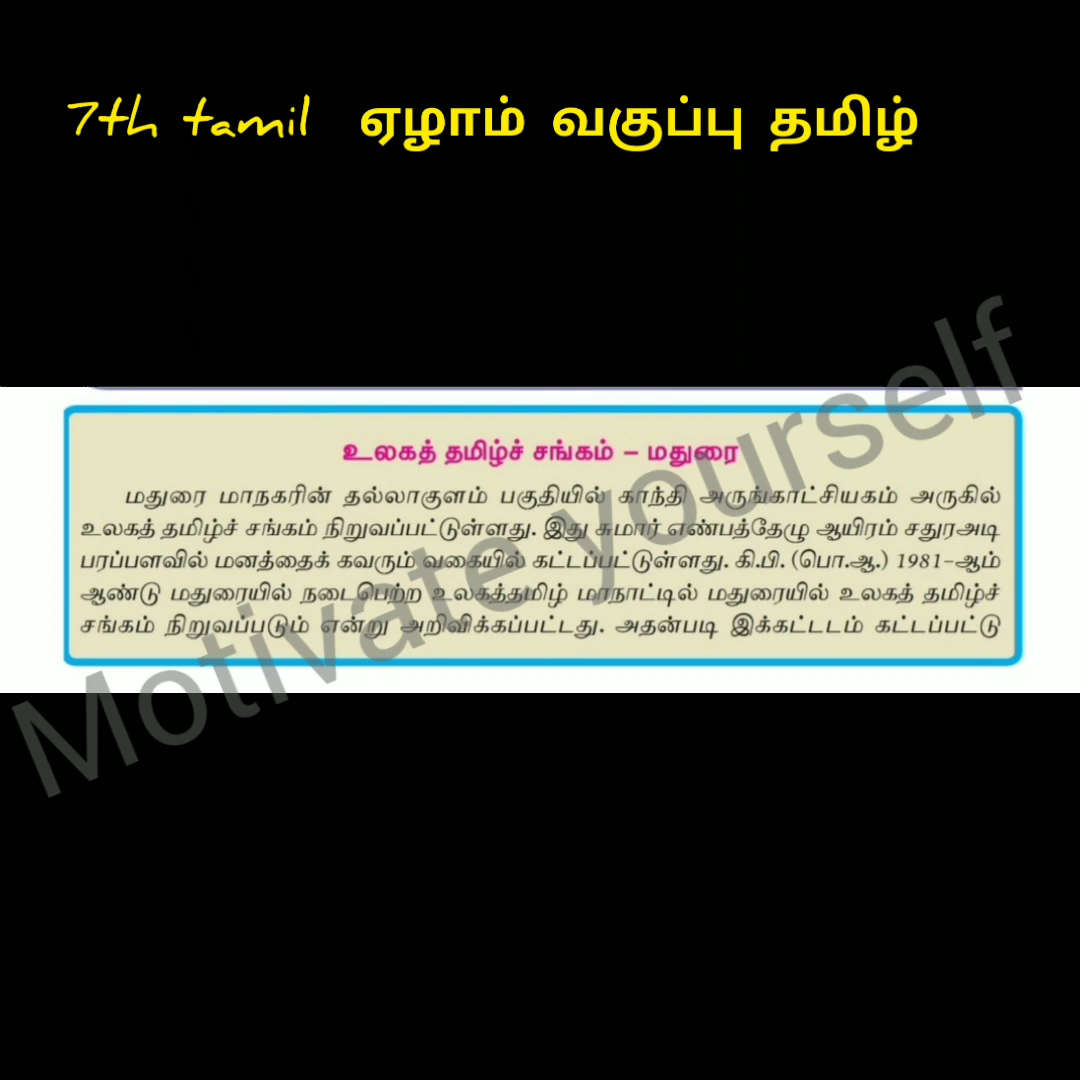 7th tamil ஏழாம் வகுப்பு தமிழ்
உலகத் தமிழ்ச் சங்கம் – மதுரை
மதுரை மாநகரின் தல்லாகுளம் பகுதியில் காந்தி அருங்காட்சியகம் அருகில்
உலகத் தமிழ்ச் சங்கம் நிறுவப்பட்டுள்ளது. இது சுமார் எண்பத்தேழு ஆயிரம் சதுரஅடி
பரப்பளவில் மனத்தைக் கவரும் வகையில் கட்டப்பட்டுள்ளது. கி.பி. (பொ.ஆ.) 1981-ஆம்
ஆண்டு மதுரையில் நடைபெற்ற உலகத்தமிழ் மாநாட்டில் மதுரையில் உலகத் தமிழ்ச்
சங்கம் நிறுவப்படும் என்று அறிவிக்கப்பட்டது. அதன்படி இக்கட்டடம் கட்டப்பட்டு
Motivate yourself